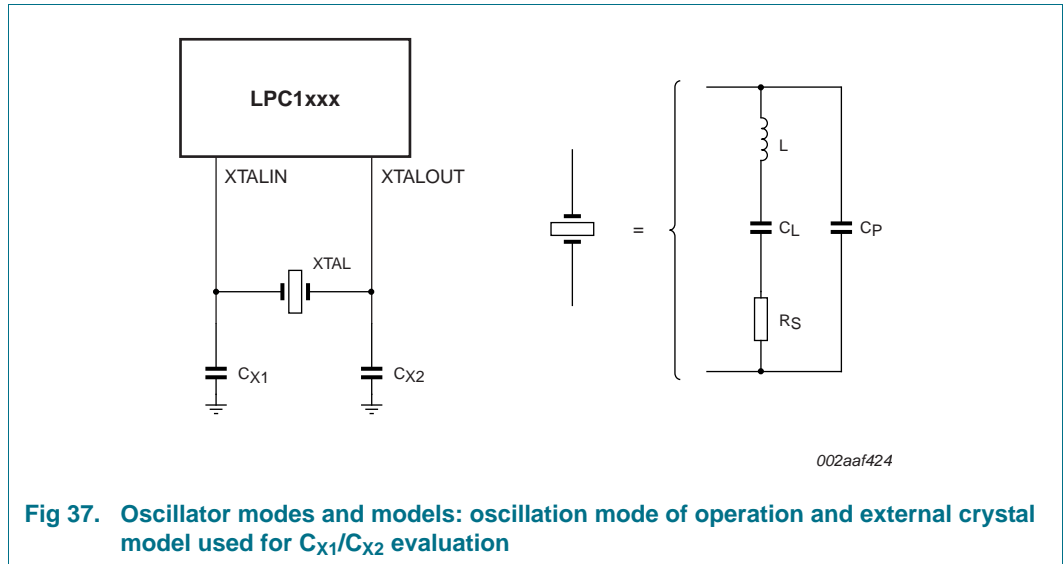 LPC1xxx
XTALIN
XTALOUT
XTAL
CX1
CX2
=
L
CL
CP
RS
002aaf424
Fig 37. Oscillator modes and models: oscillation mode of operation and external crystal
model used for CX1/CX2 evaluation